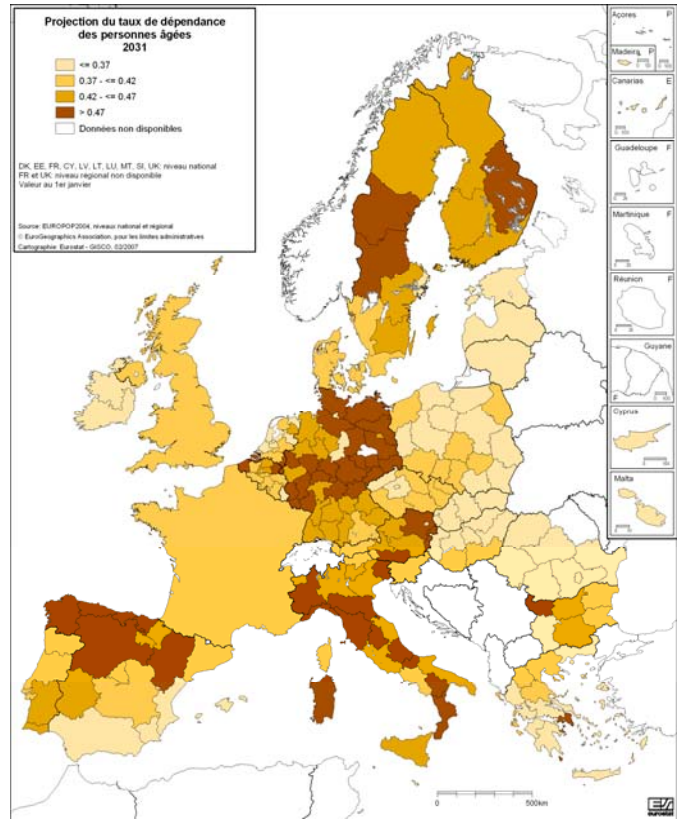 Projection du taux de dépendance
des personnes âgées
2031
<= 0.37
0.37 - <= 0.42
0.42 - <= 0.47
> 0.47
Données non disponibles
DK, EE, FR, CY, LV, LT, LU, MT, SI, UK: niveau national
FR et UK: niveau régional non disponible
Valeur au 1er janvier
Source: EUROPOP2004, niveaux national et régional
© EuroGeographics Association, pour les limites administratives
Cartographie: Eurostat - GISCO, 02/2007
Açores P
Madeira P
Canarias E
Guadeloupe F
Martinique F
Réunion F
Guyane
F
Cyprus
Malta
0 500km
eurostat